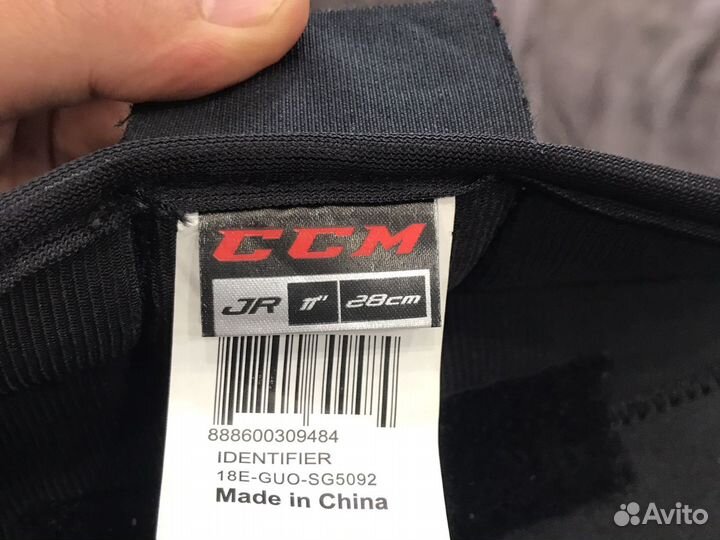 CCM
JR 11" 28cm
888600309484
IDENTIFIER
18E-GUO-SG5092
Made in China
Avito